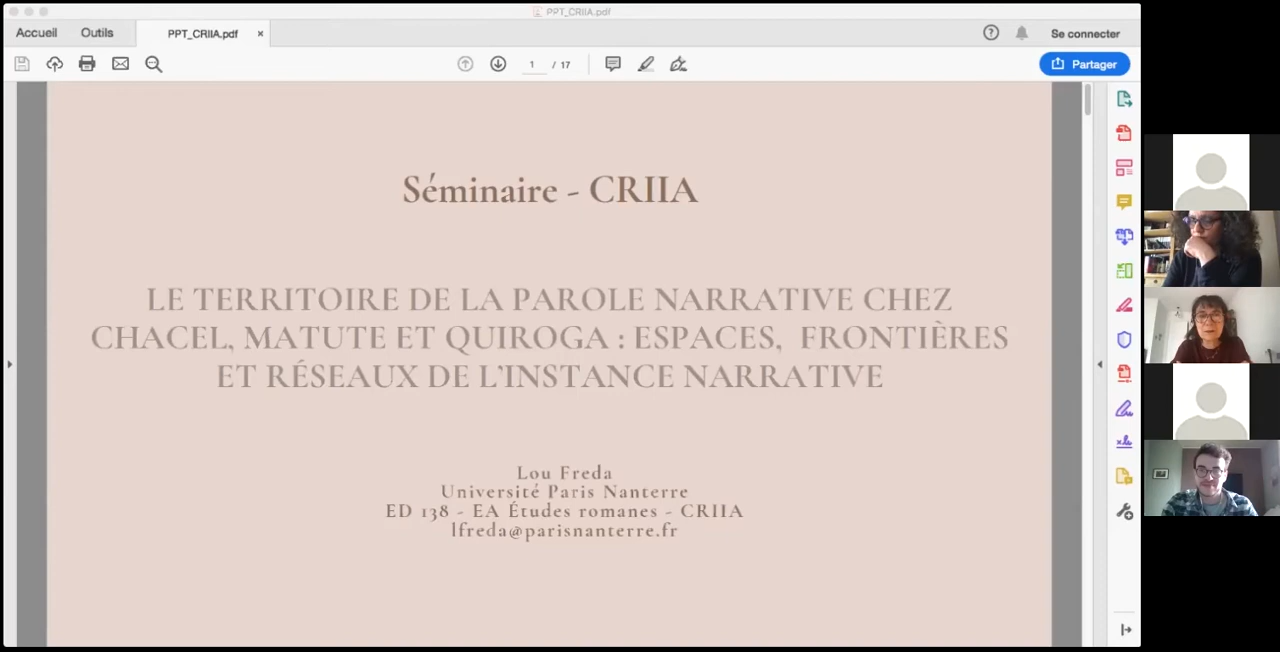 PPT_CRIIA.pdf
Accueil Outils PPT_CRIIA.pdf × Se connecter
1 / 17 Partager
Séminaire - CRIIA
LE TERRITOIRE DE LA PAROLE NARRATIVE CHEZ
CHACEL, MATUTE ET QUIROGA : ESPACES, FRONTIÈRES
ET RÉSEAUX DE L'INSTANCE NARRATIVE
Lou Freda
Université Paris Nanterre
ED 138 - EA Études romanes - CRIIA
lfreda@parisnanterre.fr